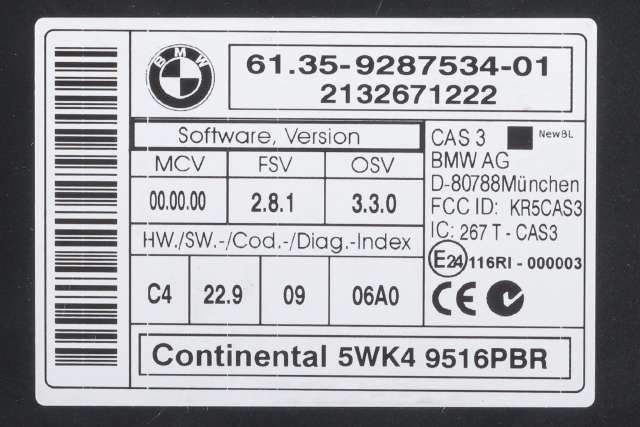 BMW
61.35-9287534-01
2132671222
Software, Version
MCV FSV OSV
00.00.00 2.8.1 3.3.0
HW./SW.-/Cod.-/Diag.-Index
C4 22.9 09 06A0
CAS 3 NewBL
BMW AG
D-80788München
FCC ID: KR5CAS3
IC: 267 T - CAS3
E24 116RI - 000003
CE
Continental 5WK4 9516PBR